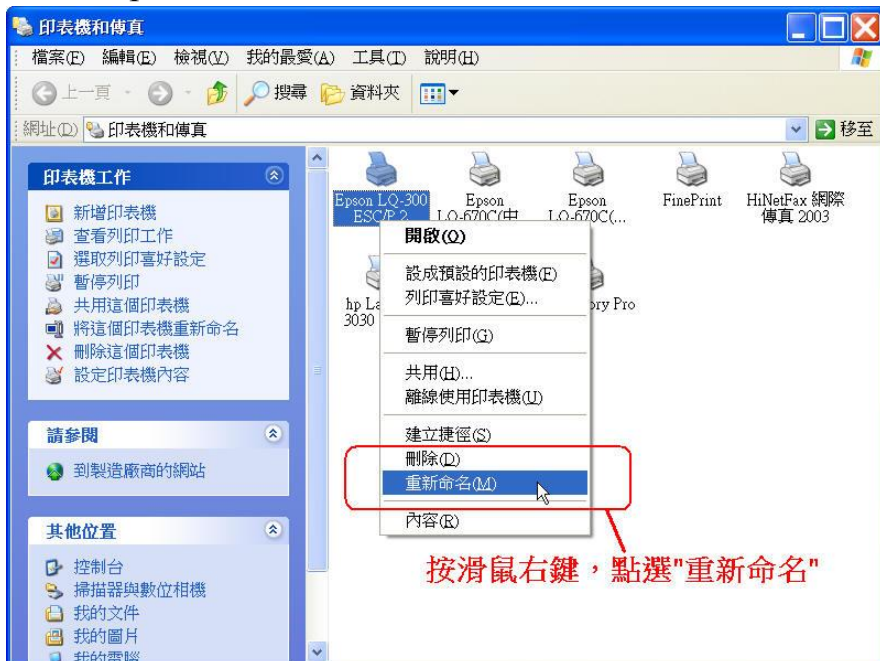 印表機和傳真
檔案(F) 編輯(E) 檢視(V) 我的最愛(A) 工具(T) 說明(H)
上一頁 搜尋 資料夾
網址(D) 印表機和傳真 移至
印表機工作
新增印表機
查看列印工作
選取列印喜好設定
暫停列印
共用這個印表機
將這個印表機重新命名
刪除這個印表機
設定印表機內容
請參閱
到製造廠商的網站
其他位置
控制台
掃描器與數位相機
我的文件
我的圖片
我的電腦
Epson LQ-300 ESC/P 2
Epson LQ-670C(中
Epson LQ-670C(...
FinePrint
HiNetFax 網際
傳真 2003
hp La
3030
ory Pro
開啟(O)
設成預設的印表機(F)
列印喜好設定(E)...
暫停列印(G)
共用(H)...
離線使用印表機(U)
建立捷徑(S)
刪除(D)
重新命名(M)
內容(R)
按滑鼠右鍵，點選"重新命名"